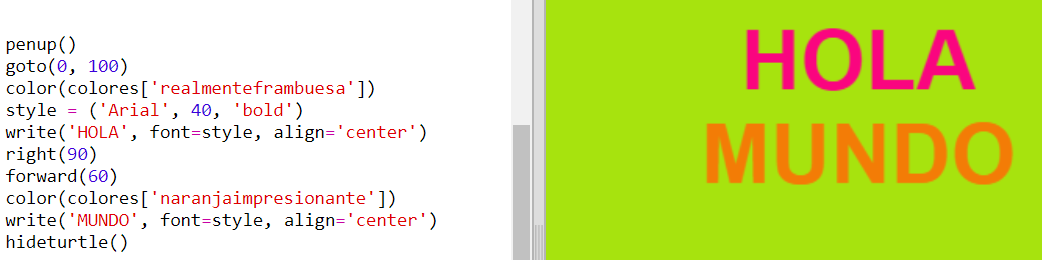 penup()
goto(0, 100)
color(colores['realmenteframbuesa'])
style = ('Arial', 40, 'bold')
write('HOLA', font=style, align='center')
right(90)
forward(60)
color(colores['naranjaimpresionante'])
write('MUNDO', font=style, align='center')
hideturtle()
HOLA
MUNDO